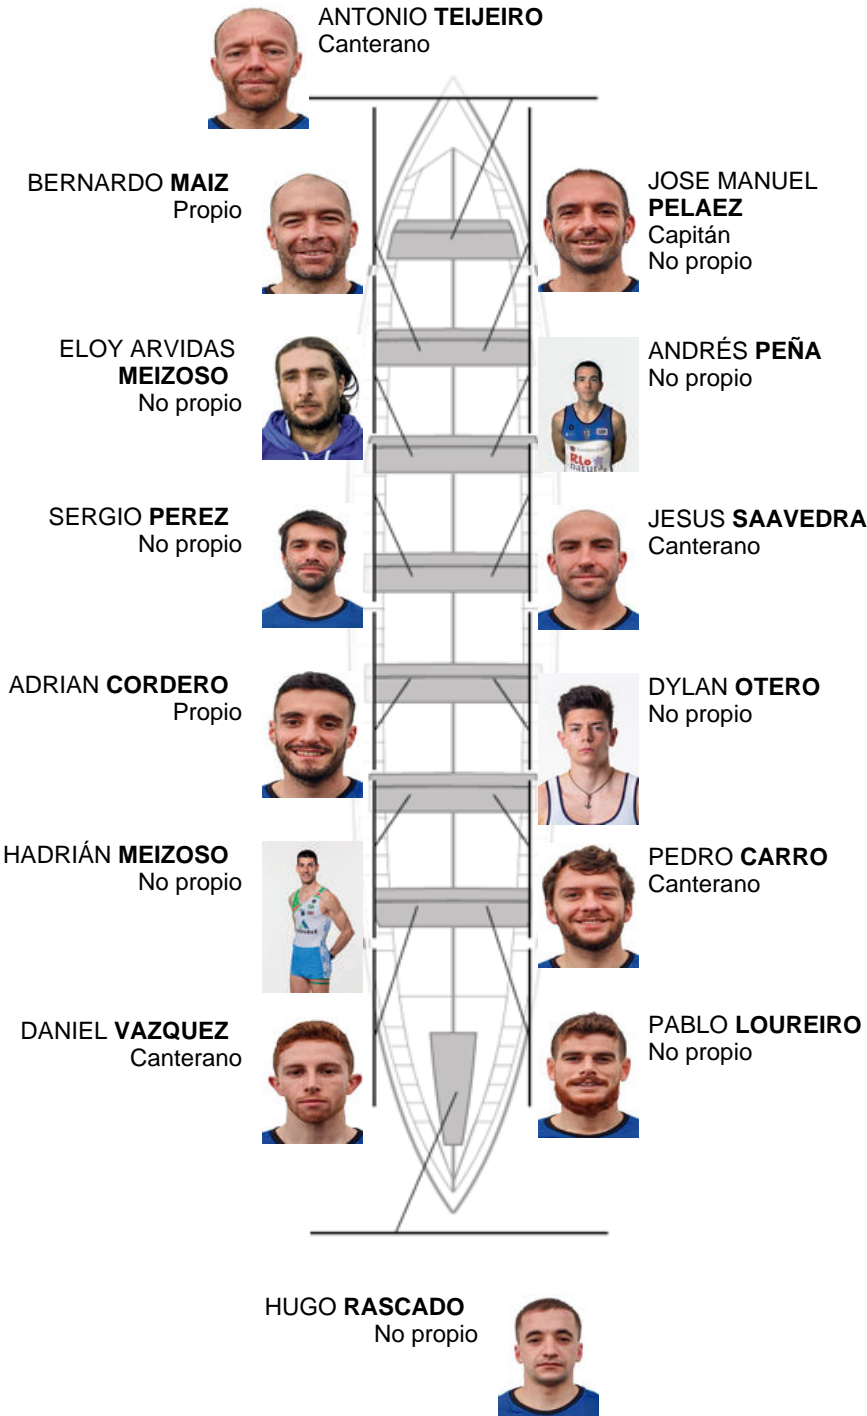 ANTONIO TEIJEIRO
Canterano
BERNARDO MAIZ
Propio
JOSE MANUEL
PELAEZ
Capitán
No propio
ELOY ARVIDAS
MEIZOSO
No propio
ANDRÉS PEÑA
No propio
Rio
natura
SERGIO PEREZ
No propio
JESUS SAAVEDRA
Canterano
ADRIAN CORDERO
Propio
DYLAN OTERO
No propio
HADRIÁN MEIZOSO
No propio
PEDRO CARRO
Canterano
DANIEL VAZQUEZ
Canterano
PABLO LOUREIRO
No propio
HUGO RASCADO
No propio